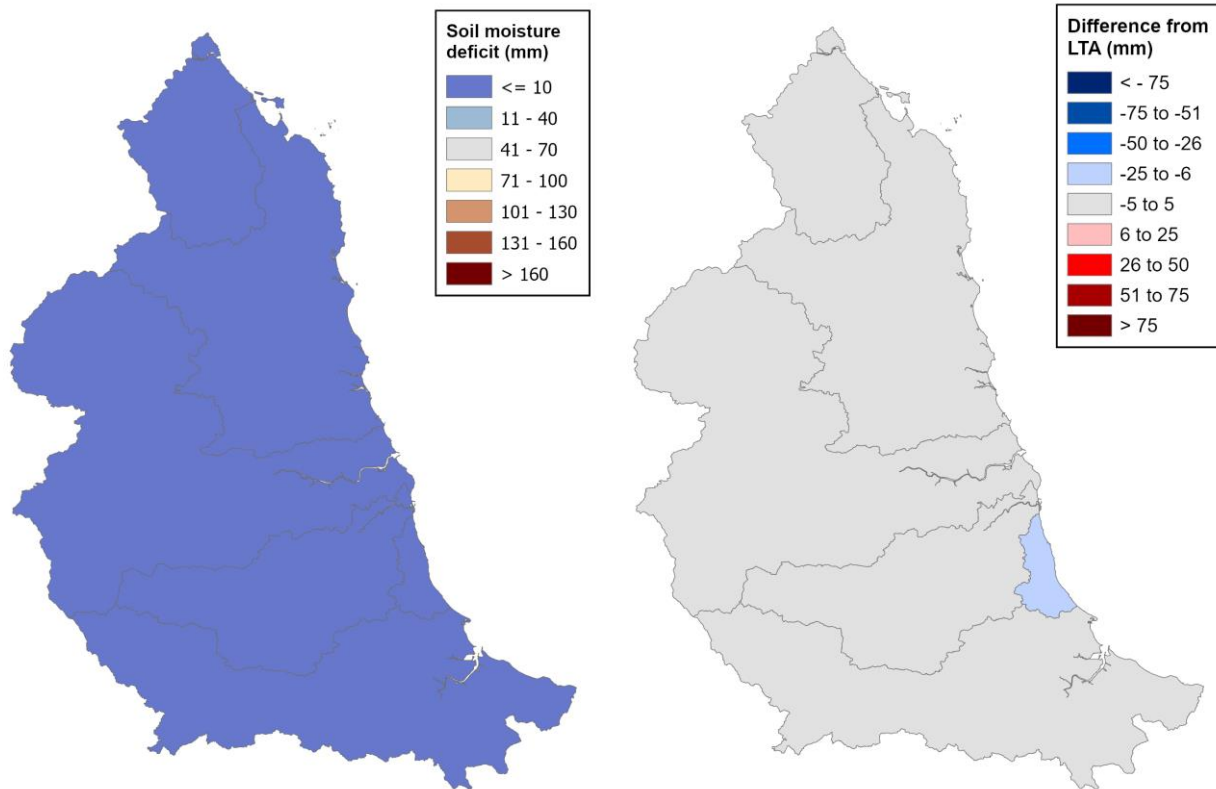 Soil moisture
deficit (mm)
<= 10
11 - 40
41 - 70
71 - 100
101 - 130
131 - 160
> 160
Difference from
LTA (mm)
< - 75
-75 to -51
-50 to -26
-25 to -6
-5 to 5
6 to 25
26 to 50
51 to 75
> 75